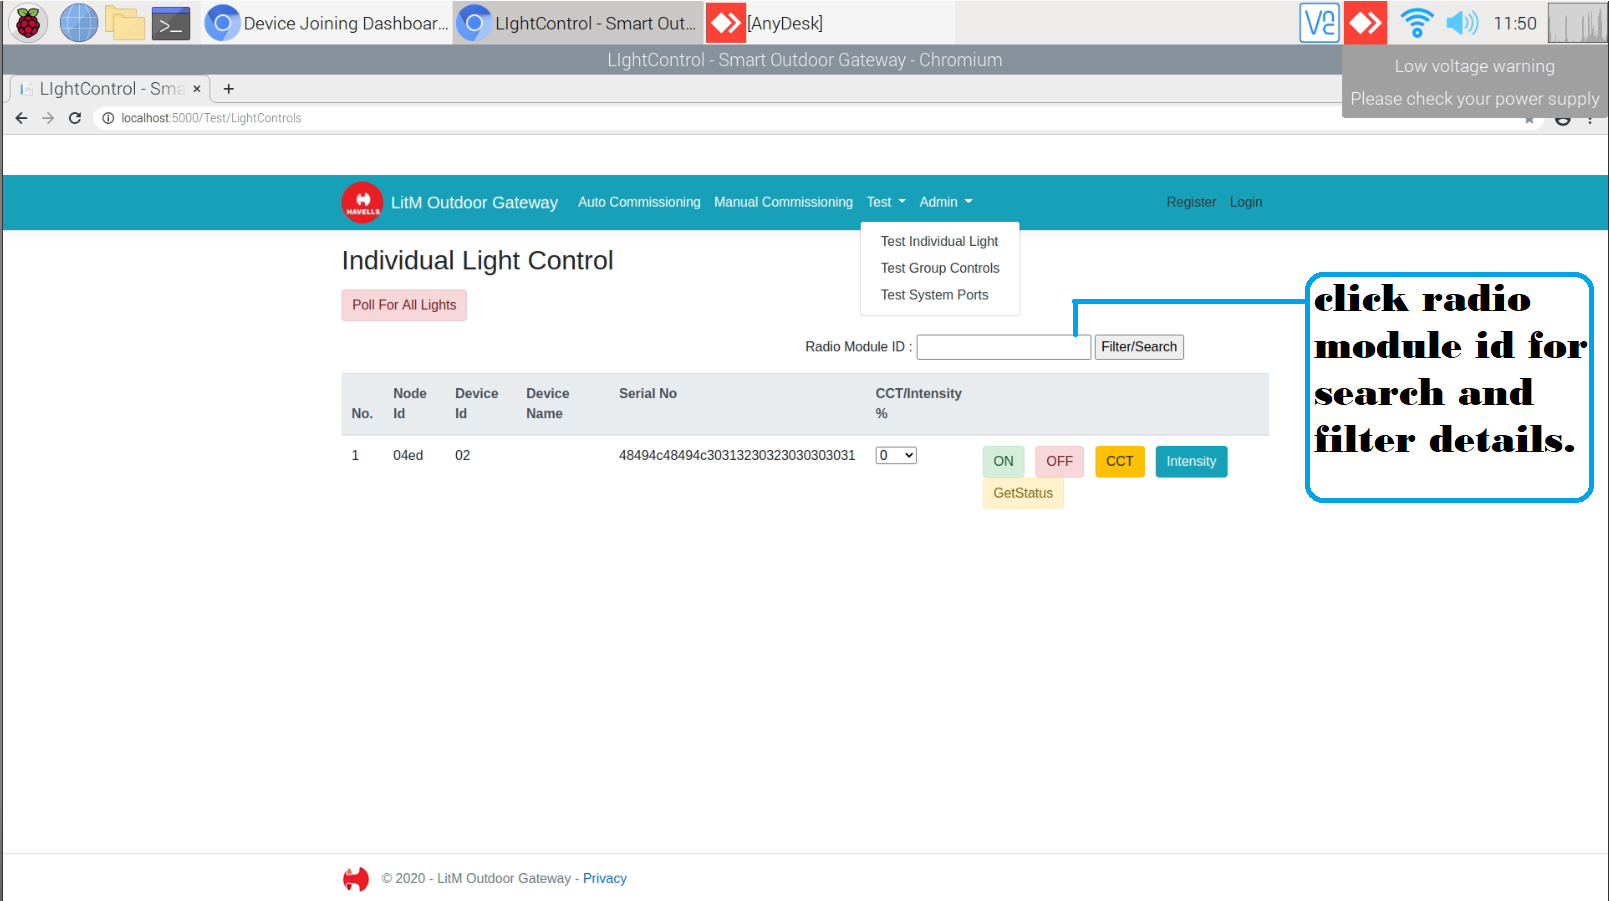 Device Joining Dashboar...
LIghtControl - Smart Out...
[AnyDesk]
11:50
LIghtControl - Smart Outdoor Gateway - Chromium
Low voltage warning
Please check your power supply
LIghtControl - Sma × +
localhost:5000/Test/LightControls
HAVELLS
LitM Outdoor Gateway Auto Commissioning Manual Commissioning Test Admin Register Login
Test Individual Light
Test Group Controls
Test System Ports
Individual Light Control
Poll For All Lights
Radio Module ID : Filter/Search
click radio
module id for
search and
filter details.
No. Node Id Device Id Device Name Serial No CCT/Intensity %
1 04ed 02 48494c48494c30313230323030303031 0 ON OFF CCT Intensity
GetStatus
© 2020 - LitM Outdoor Gateway - Privacy